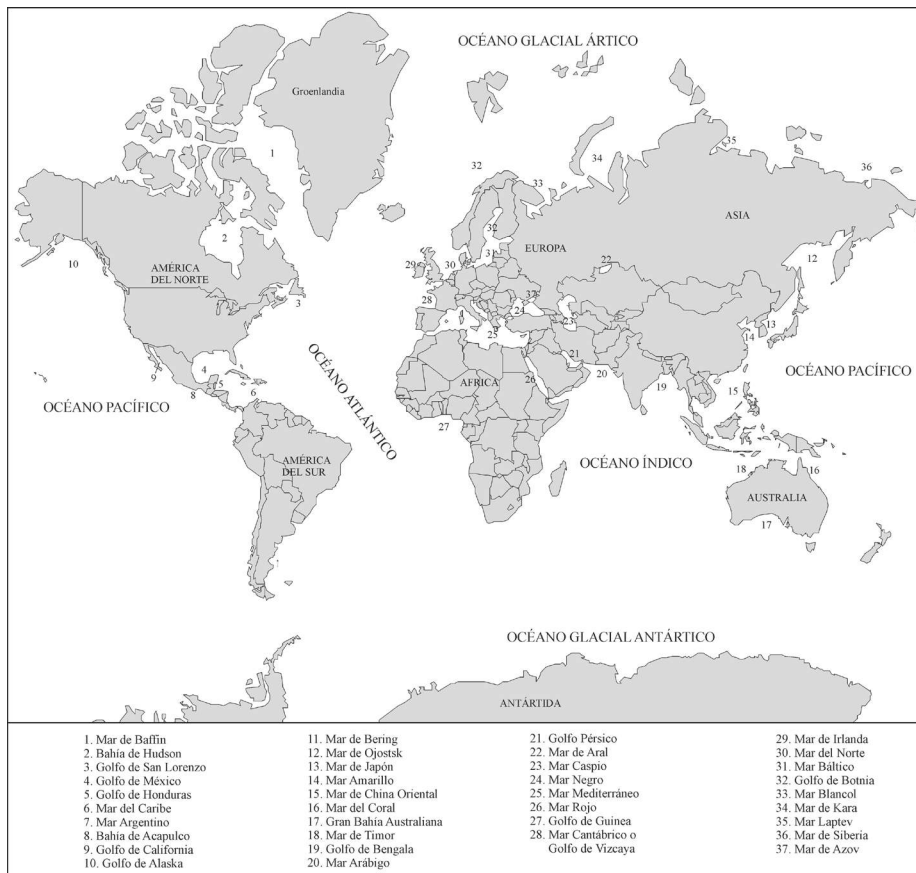 OCÉANO GLACIAL ÁRTICO
Groenlandia
1
35
34
32
36
33
ASIA
32
2
EUROPA
31
10
29
30
22
12
AMÉRICA
DEL NORTE
28
3
24
23
13
14
25
21
4
20
OCÉANO PACÍFICO
9
5
AFRICA
26
19
15
8
6
OCÉANO PACÍFICO
OCÉANO ATLÁNTICO
27
AMÉRICA
DEL SUR
OCÉANO ÍNDICO
18
16
AUSTRALIA
17
OCÉANO GLACIAL ANTÁRTICO
ANTÁRTIDA
1. Mar de Baffin
2. Bahía de Hudson
3. Golfo de San Lorenzo
4. Golfo de México
5. Golfo de Honduras
6. Mar del Caribe
7. Mar Argentino
8. Bahía de Acapulco
9. Golfo de California
10. Golfo de Alaska
11. Mar de Bering
12. Mar de Ojostsk
13. Mar de Japón
14. Mar Amarillo
15. Mar de China Oriental
16. Mar del Coral
17. Gran Bahía Australiana
18. Mar de Timor
19. Golfo de Bengala
20. Mar Arábigo
21. Golfo Pérsico
22. Mar de Aral
23. Mar Caspio
24. Mar Negro
25. Mar Mediterráneo
26. Mar Rojo
27. Golfo de Guinea
28. Mar Cantábrico o
Golfo de Vizcaya
29. Mar de Irlanda
30. Mar del Norte
31. Mar Báltico
32. Golfo de Botnia
33. Mar Blancol
34. Mar de Kara
35. Mar Laptev
36. Mar de Siberia
37. Mar de Azov